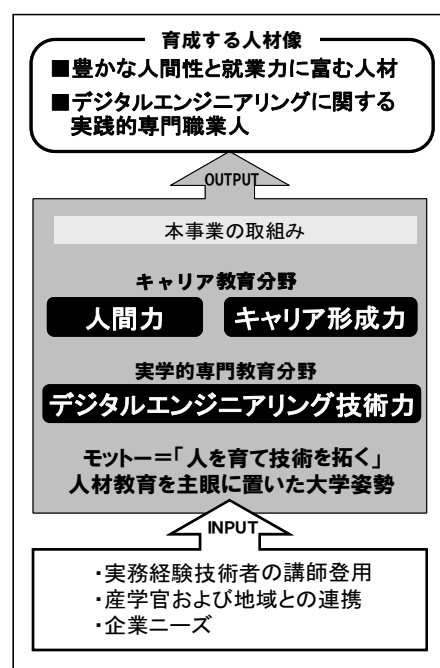 育成する人材像
■豊かな人間性と就業力に富む人材
■デジタルエンジニアリングに関する
実践的専門職業人
OUTPUT
本事業の取組み
キャリア教育分野
人間力
キャリア形成力
実学的専門教育分野
デジタルエンジニアリング技術力
モットー=「人を育て技術を拓く」
人材教育を主眼に置いた大学姿勢
INPUT
・実務経験技術者の講師登用
・産学官および地域との連携
・企業ニーズ